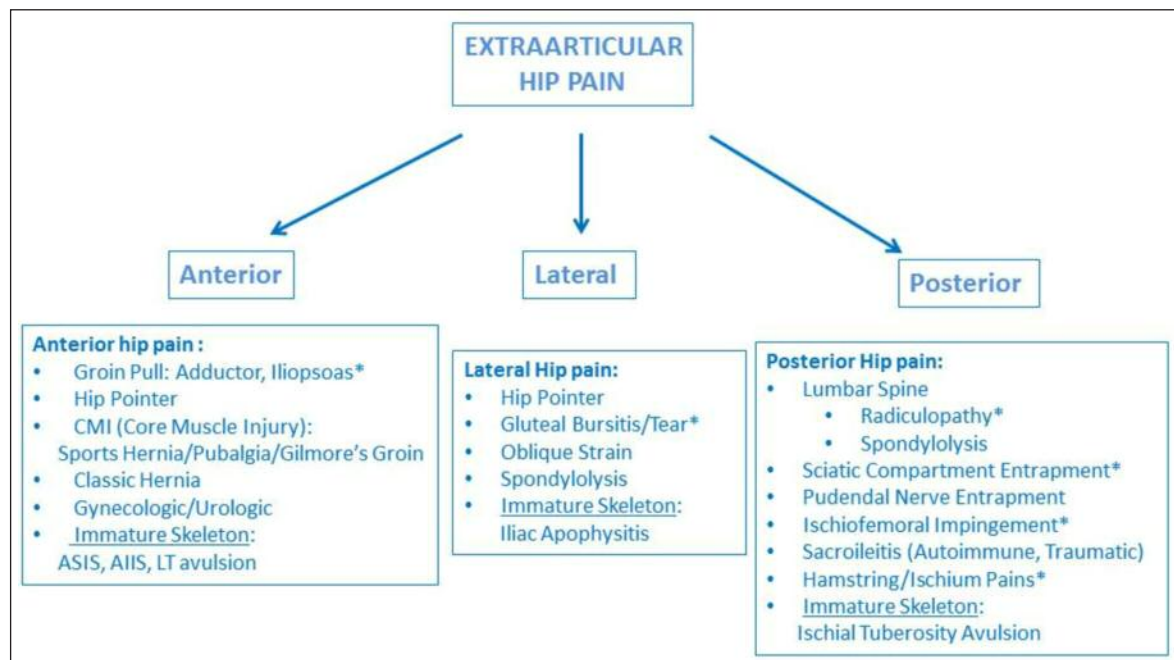 EXTRAARTICULAR
HIP PAIN
Anterior
Lateral
Posterior
Anterior hip pain :
• Groin Pull: Adductor, Iliopsoas*
• Hip Pointer
• CMI (Core Muscle Injury):
Sports Hernia/Pubalgia/Gilmore's Groin
• Classic Hernia
• Gynecologic/Urologic
• Immature Skeleton:
ASIS, AIIS, LT avulsion
Lateral Hip pain:
• Hip Pointer
• Gluteal Bursitis/Tear*
• Oblique Strain
• Spondylolysis
• Immature Skeleton:
Iliac Apophysitis
Posterior Hip pain:
• Lumbar Spine
• Radiculopathy*
• Spondylolysis
• Sciatic Compartment Entrapment*
• Pudendal Nerve Entrapment
• Ischiofemoral Impingement*
• Sacroileitis (Autoimmune, Traumatic)
• Hamstring/Ischium Pains*
• Immature Skeleton:
Ischial Tuberosity Avulsion